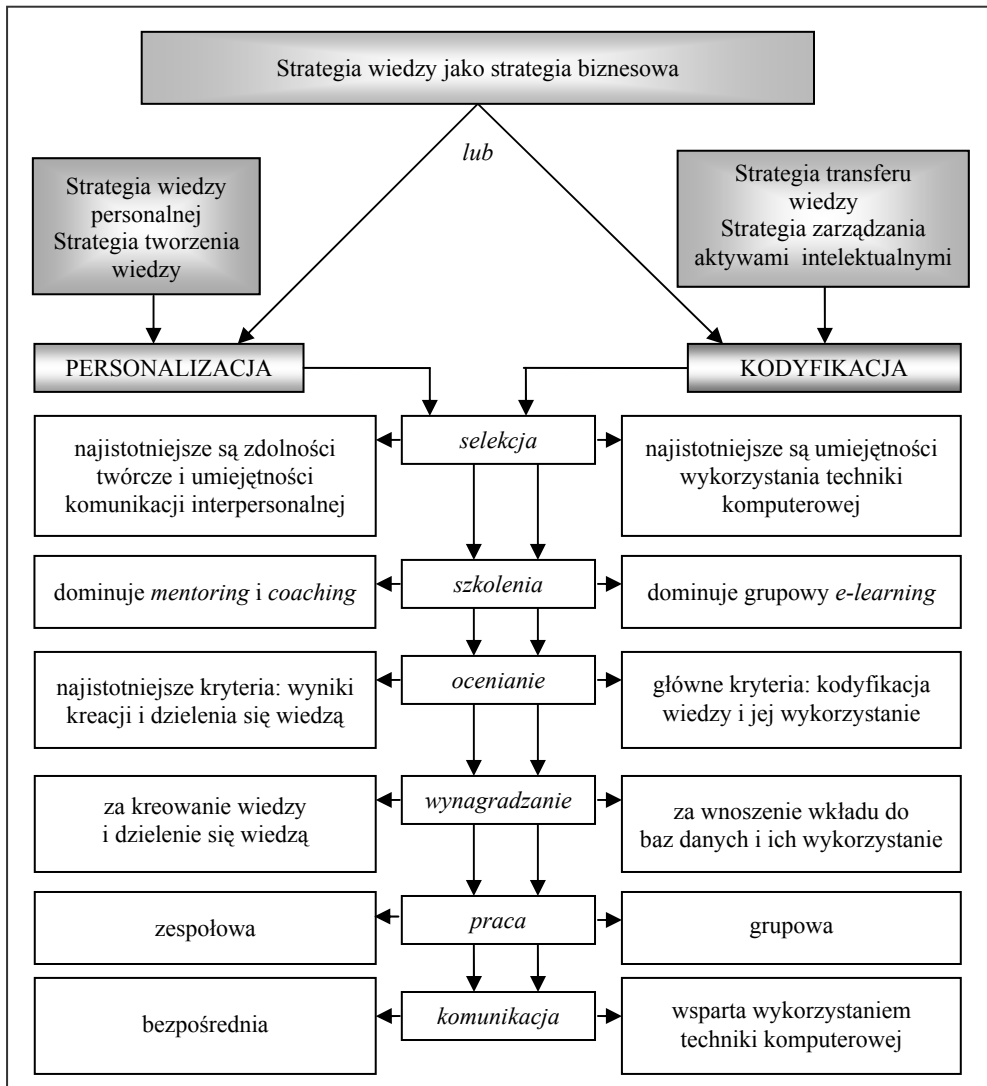 Strategia wiedzy jako strategia biznesowa
lub
Strategia wiedzy
personalnej
Strategia tworzenia
wiedzy
Strategia transferu
wiedzy
Strategia zarządzania
aktywami intelektualnymi
PERSONALIZACJA
KODYFIKACJA
najistotniejsze są zdolności
twórcze i umiejętności
komunikacji interpersonalnej
selekcja
najistotniejsze są umiejętności
wykorzystania techniki
komputerowej
dominuje mentoring i coaching
szkolenia
dominuje grupowy e-learning
najistotniejsze kryteria: wyniki
kreacji i dzielenia się wiedzą
ocenianie
główne kryteria: kodyfikacja
wiedzy i jej wykorzystanie
za kreowanie wiedzy
i dzielenie się wiedzą
wynagradzanie
za wnoszenie wkładu do
baz danych i ich wykorzystanie
zespołowa
praca
grupowa
bezpośrednia
komunikacja
wsparta wykorzystaniem
techniki komputerowej